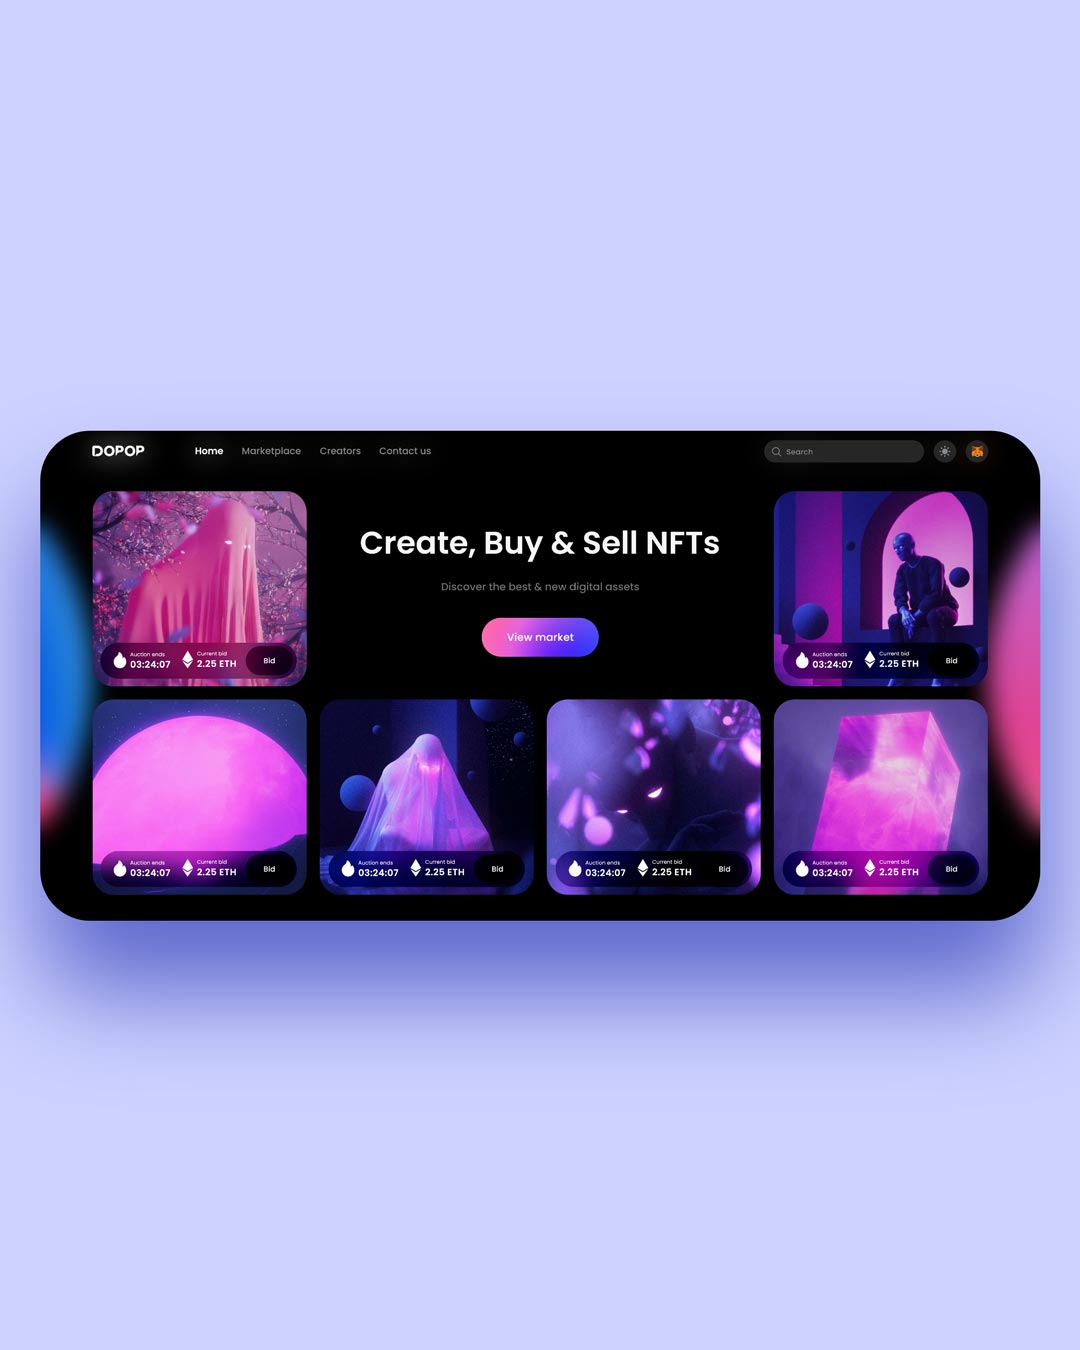 DOPOP
Home
Marketplace
Creators
Contact us
Search
Create, Buy & Sell NFTs
Discover the best & new digital assets
View market
Auction ends
03:24:07
Current bid
2.25 ETH
Bid
Auction ends
03:24:07
Current bid
2.25 ETH
Bid
Auction ends
03:24:07
Current bid
2.25 ETH
Bid
Auction ends
03:24:07
Current bid
2.25 ETH
Bid
Auction ends
03:24:07
Current bid
2.25 ETH
Bid
Auction ends
03:24:07
Current bid
2.25 ETH
Bid